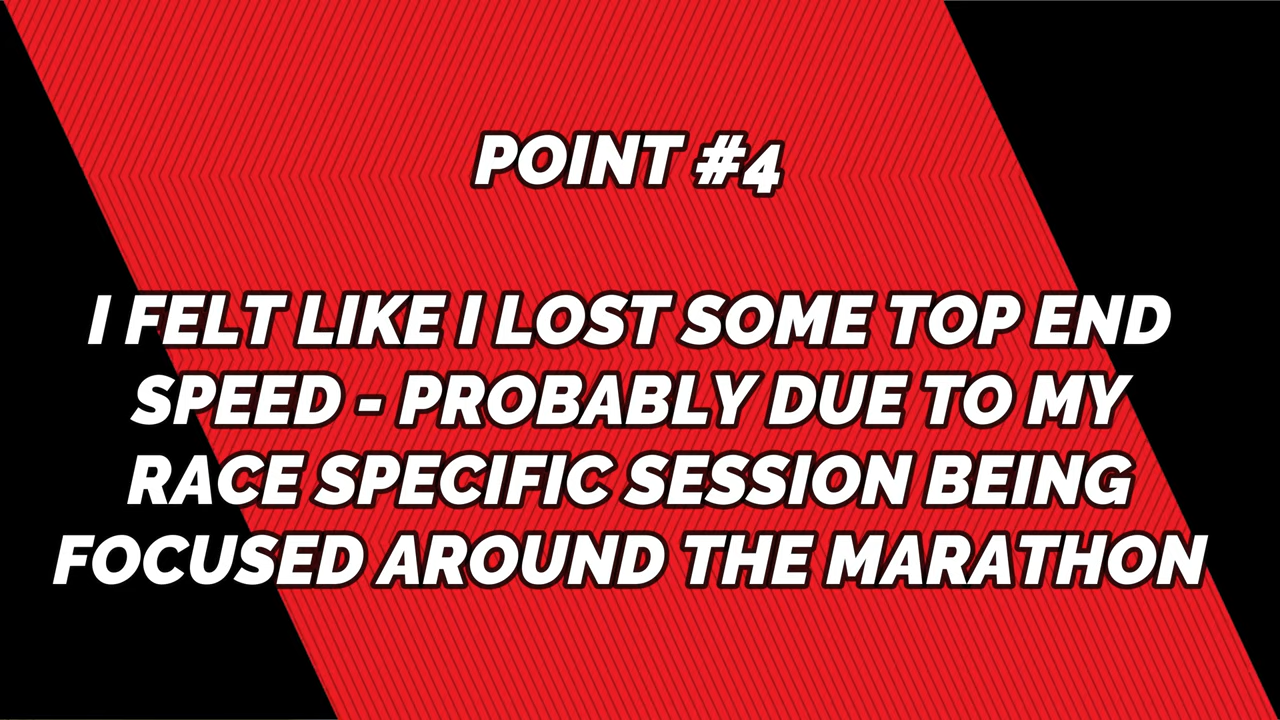 POINT #4
I FELT LIKE I LOST SOME TOP END
SPEED - PROBABLY DUE TO MY
RACE SPECIFIC SESSION BEING
FOCUSED AROUND THE MARATHON